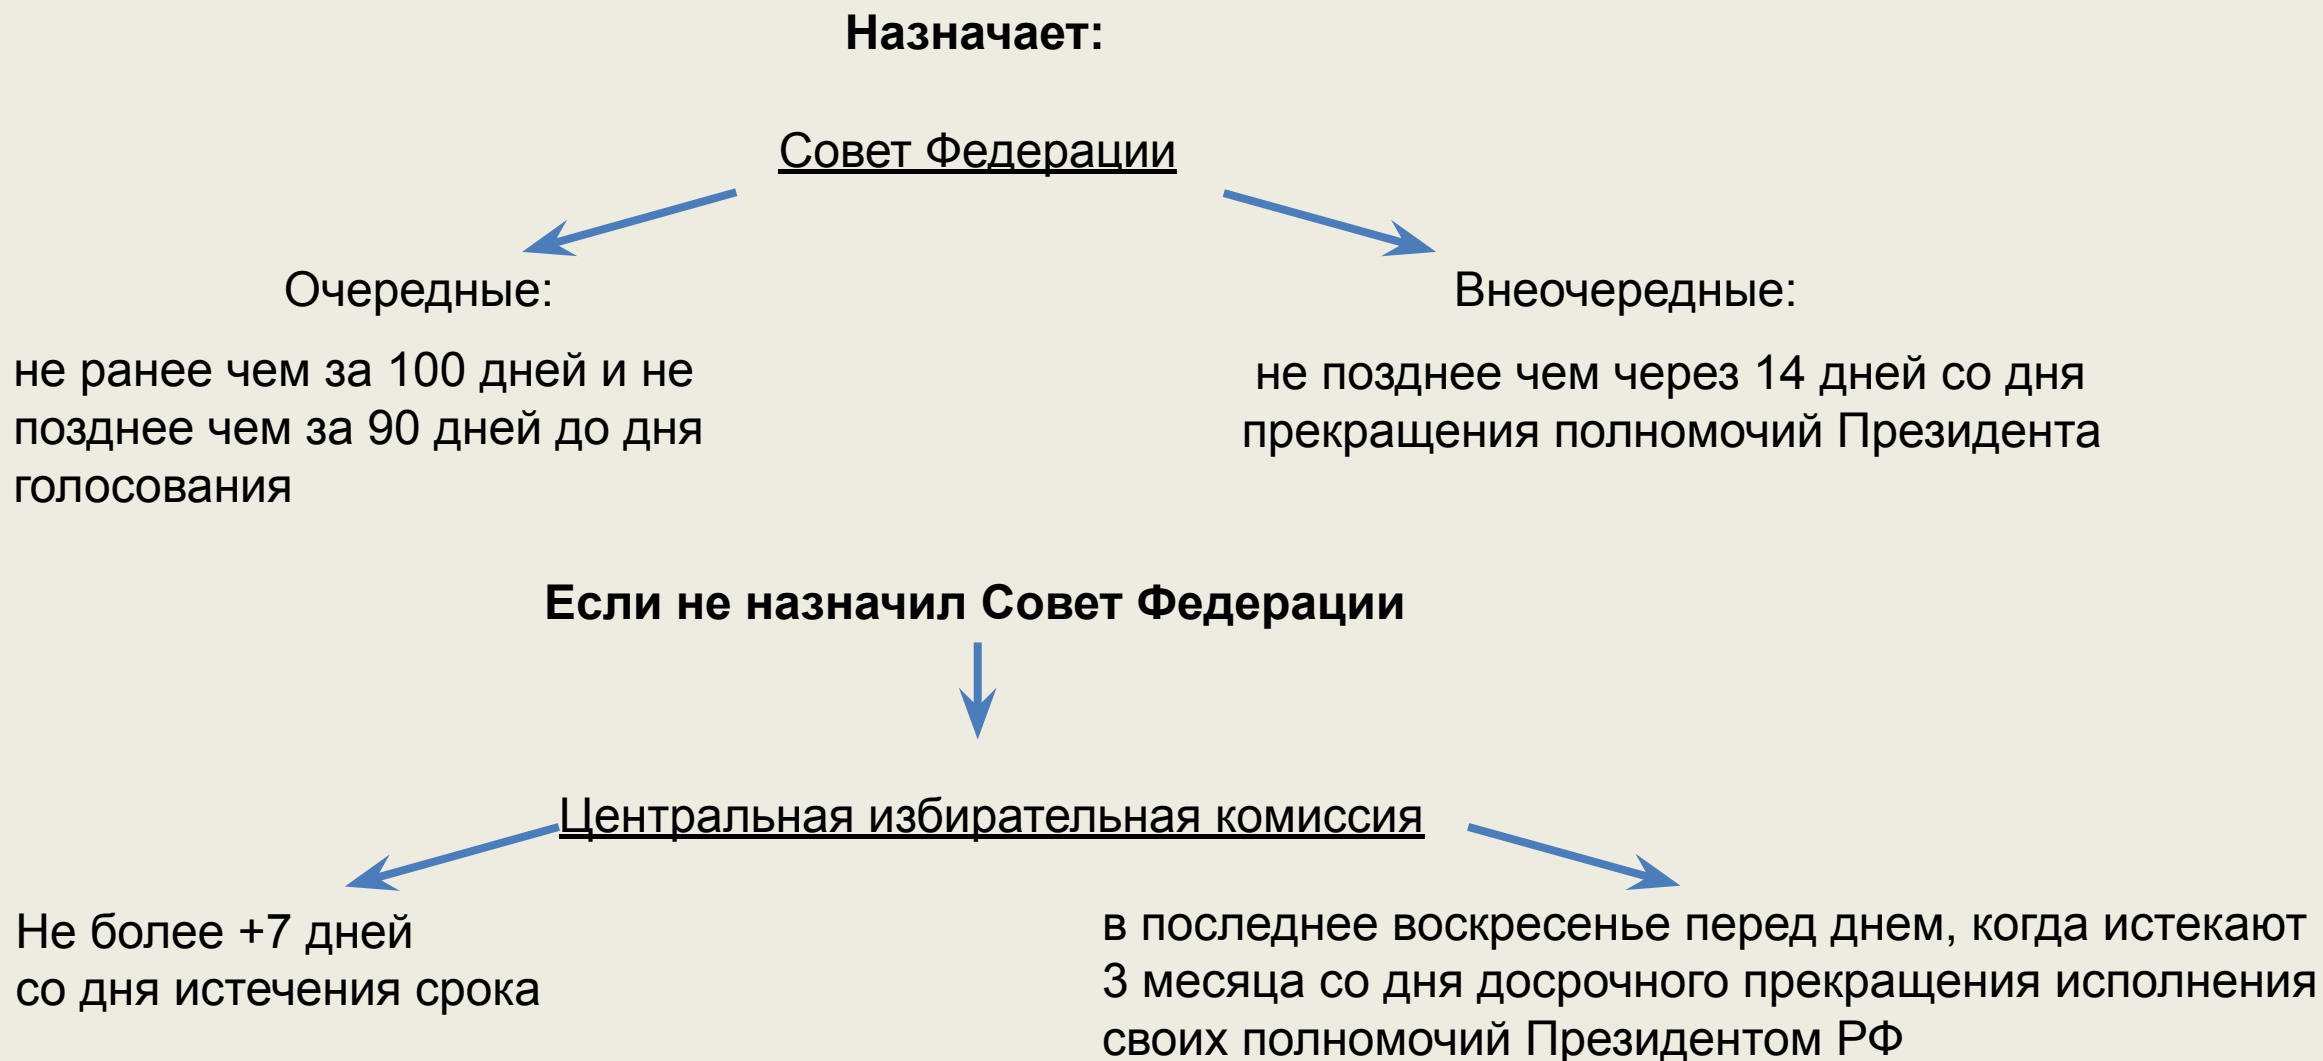 Назначает:
Совет Федерации
Очередные:
не ранее чем за 100 дней и не
позднее чем за 90 дней до дня
голосования
Внеочередные:
не позднее чем через 14 дней со дня
прекращения полномочий Президента
Если не назначил Совет Федерации
Центральная избирательная комиссия
Не более +7 дней
со дня истечения срока
в последнее воскресенье перед днем, когда истекают
3 месяца со дня досрочного прекращения исполнения
своих полномочий Президентом РФ